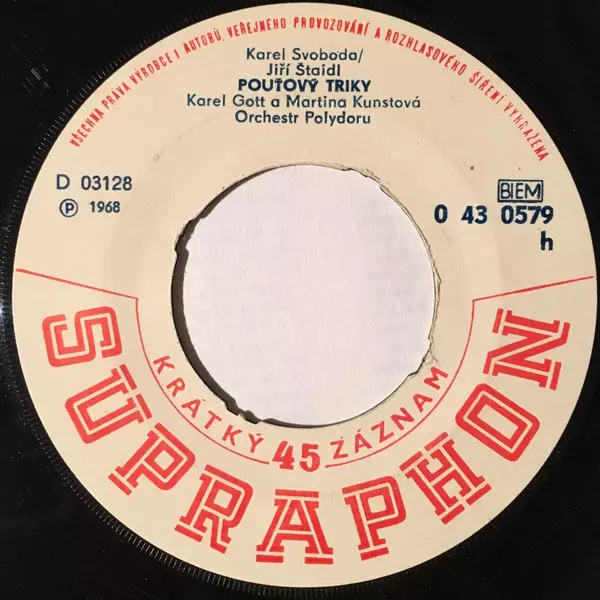 VŠECHNA PRÁVA VÝROBCE I AUTORŮ, VEŘEJNÉHO PROVOZOVÁNÍ A ROZHLASOVÉHO ŠÍŘENÍ VYHRAŽENA
Karel Svoboda/
Jiří Štaidl
POUŤOVÝ TRIKY
Karel Gott a Martina Kunstová
Orchestr Polydoru
D 03128
Ⓟ 1968
BIEM
0 43 0579
h
KRÁTKÝ 45 ZÁZNAM
SUPRAPHON